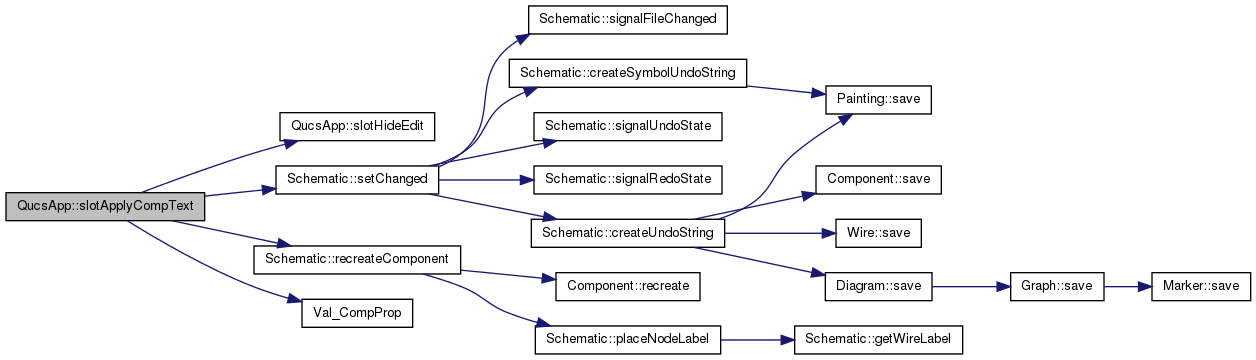 Schematic::signalFileChanged
Schematic::createSymbolUndoString
Painting::save
QucsApp::slotHideEdit
Schematic::signalUndoState
Schematic::setChanged
Schematic::signalRedoState
Component::save
QucsApp::slotApplyCompText
Schematic::createUndoString
Wire::save
Schematic::recreateComponent
Component::recreate
Diagram::save
Graph::save
Marker::save
Val_CompProp
Schematic::placeNodeLabel
Schematic::getWireLabel